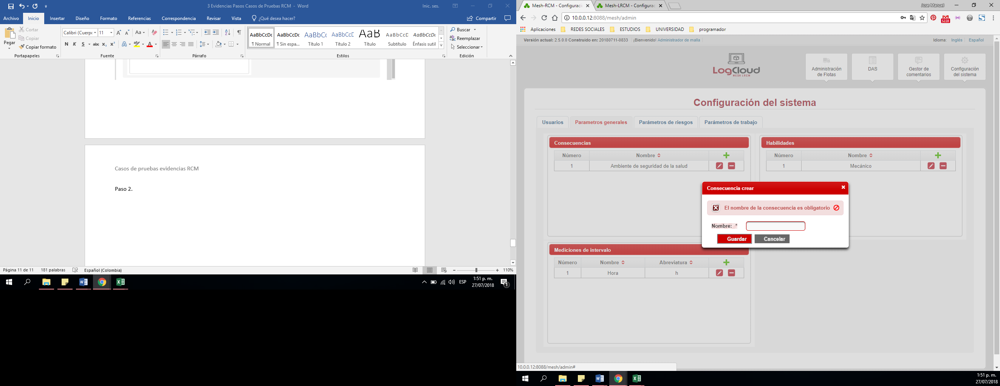 3 Evidencias Pasos Casos de Pruebas RCM - Word
Inic. ses.
Archivo Inicio Insertar Diseño Formato Referencias Correspondencia Revisar Vista ¿Qué desea hacer? Compartir
Pegar
Cortar
Copiar
Copiar formato
Portapapeles
Calibri (Cuerpo 11
Aa
N K S abc x₂ x²
Fuente
Párrafo
AaBbCcDc AaBbCcDc AaBbC( AaBbCcD AaB AaBbCcD AaBbCcDc
¶ Normal ¶ Sin espa... Título 1 Título 2 Título Subtítulo Énfasis sutil
Estilos
Buscar
Reemplazar
Seleccionar
Edición
Casos de pruebas evidencias RCM
Paso 2.
Página 11 de 11 181 palabras Español (Colombia) 110%
ESP
1:51 p. m.
27/07/2018
1
Mesh-RCM - Configuraci
Mesh-LRCM - Configurac
Jose Manuel
10.0.0.12:8088/mesh/admin
5228
Aplicaciones REDES SOCIALES ESTUDIOS UNIVERSIDAD programador
Versión actual: 2.5.0.0 Construido en: 20180711-0833 ¡Bienvenido! Administrador de malla
Idioma: Inglés Español
LogCloud
MESH LRCM
Administración de Flotas
DAS
Gestor de comentarios
Configuración del sistema
Configuración del sistema
Usuarios Parametros generales Parámetros de riesgos Parámetros de trabajo
Consecuencias
Número Nombre
1 Ambiente de seguridad de la salud
Habilidades
Número Nombre
1 Mecánico
Consecuencia crear
El nombre de la consecuencia es obligatorio
Nombre: *
Guardar Cancelar
Mediciones de intervalo
Número Nombre Abreviatura
1 Hora h
10.0.0.12:8088/mesh/admin#
1:51 p. m.
27/07/2018